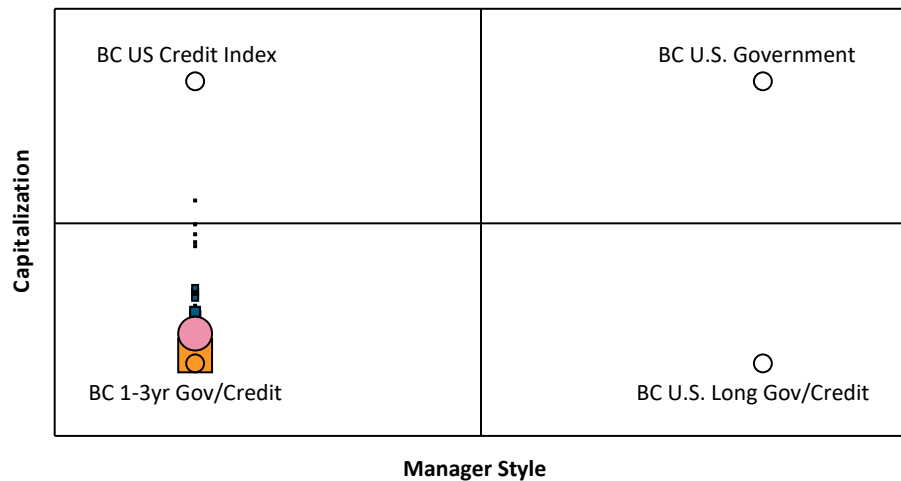 BC US Credit Index
BC U.S. Government
Capitalization
BC 1-3yr Gov/Credit
BC U.S. Long Gov/Credit
Manager Style